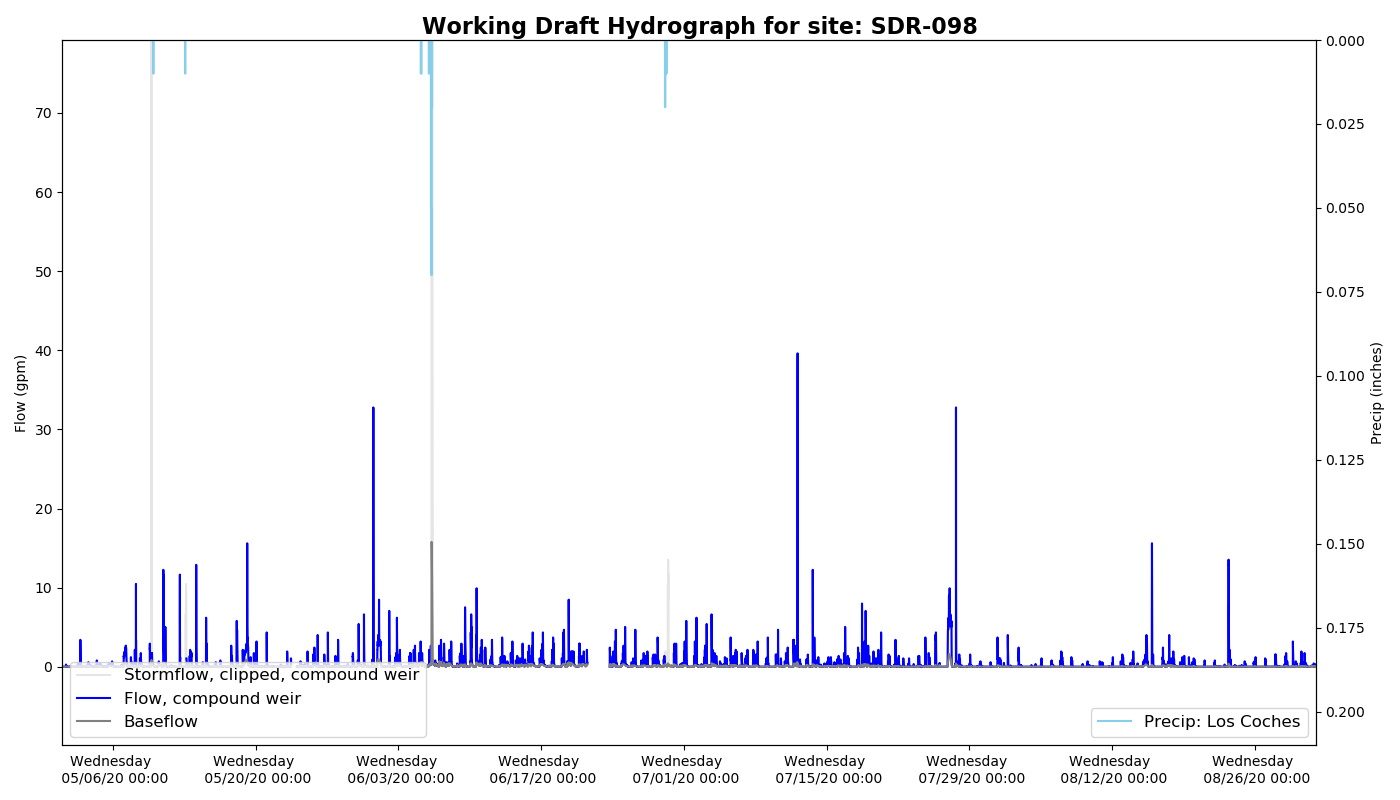 Working Draft Hydrograph for site: SDR-098
70
60
50
40
30
20
10
0
Flow (gpm)
0.000
0.025
0.050
0.075
0.100
0.125
0.150
0.175
0.200
Precip (inches)
Stormflow, clipped, compound weir
Flow, compound weir
Baseflow
Precip: Los Coches
Wednesday
05/06/20 00:00
Wednesday
05/20/20 00:00
Wednesday
06/03/20 00:00
Wednesday
06/17/20 00:00
Wednesday
07/01/20 00:00
Wednesday
07/15/20 00:00
Wednesday
07/29/20 00:00
Wednesday
08/12/20 00:00
Wednesday
08/26/20 00:00